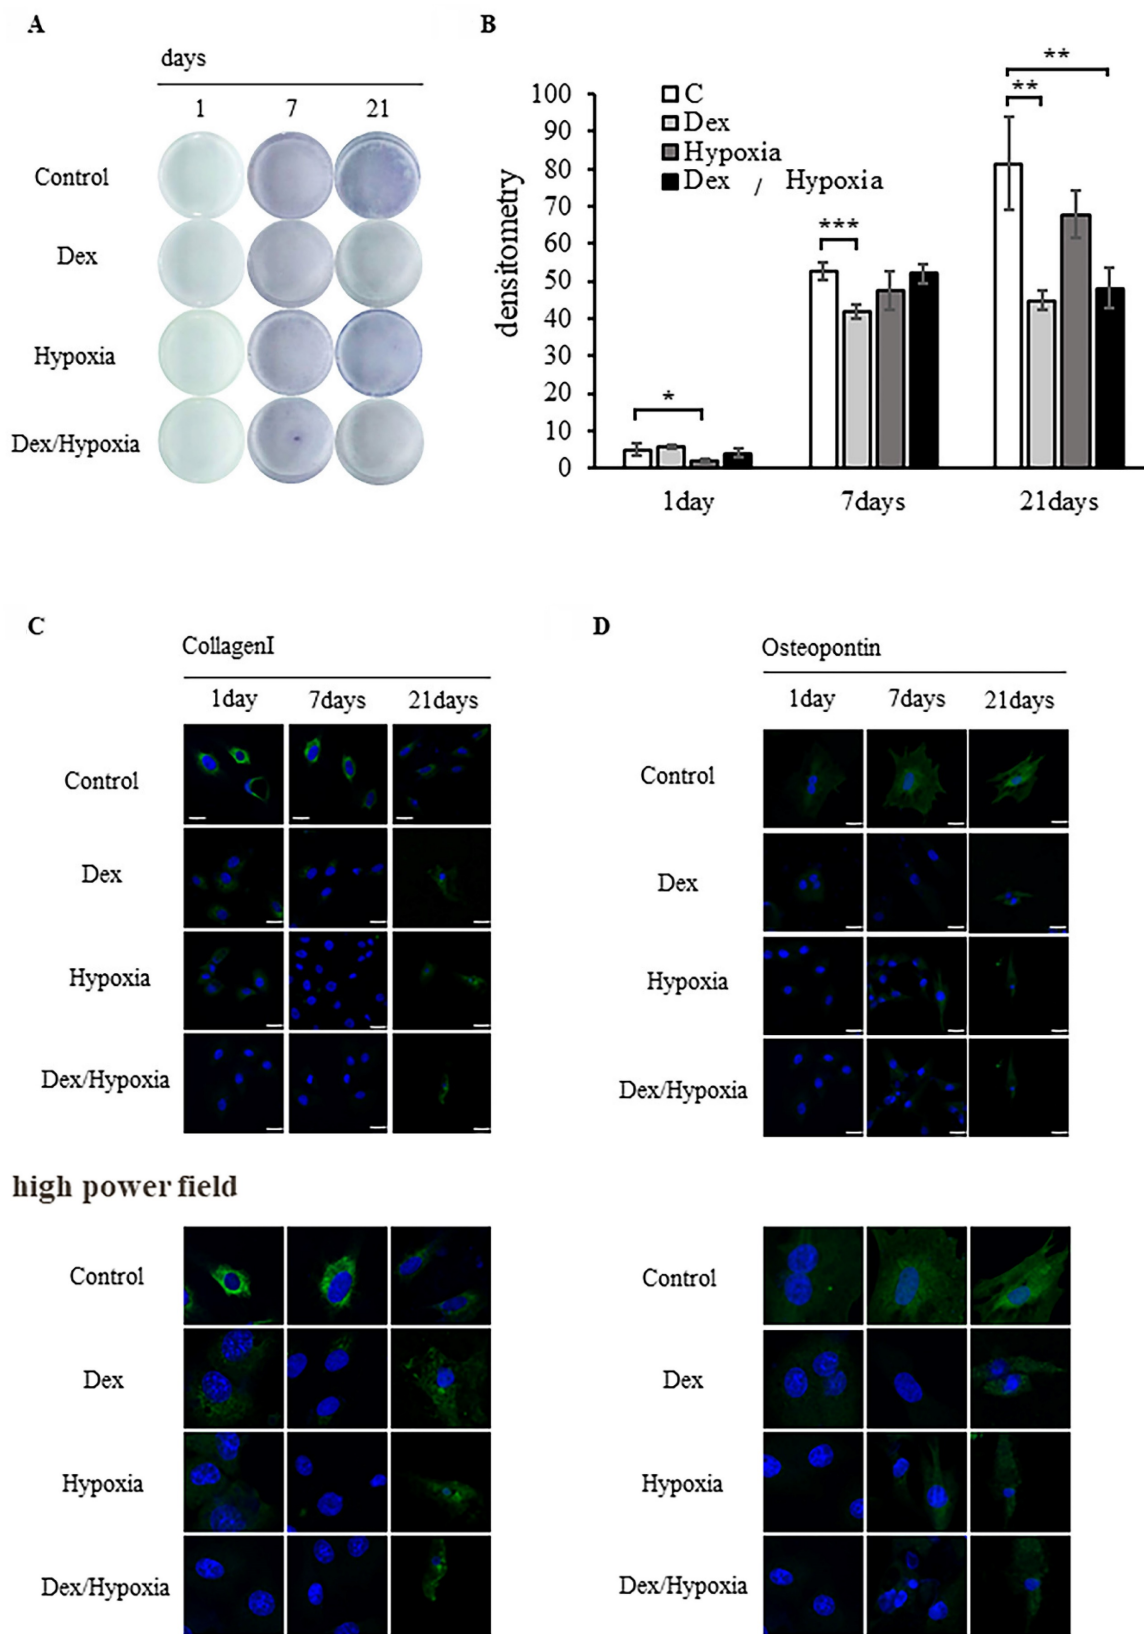 A
days
1 7 21
Control
Dex
Hypoxia
Dex/Hypoxia
B
densitometry
100
90
80
70
60
50
40
30
20
10
0
C
Dex
Hypoxia
Dex / Hypoxia
*
***
**
**
1day 7days 21days
C
CollagenI
1day 7days 21days
Control
Dex
Hypoxia
Dex/Hypoxia
D
Osteopontin
1day 7days 21days
Control
Dex
Hypoxia
Dex/Hypoxia
high power field
Control
Dex
Hypoxia
Dex/Hypoxia
Control
Dex
Hypoxia
Dex/Hypoxia